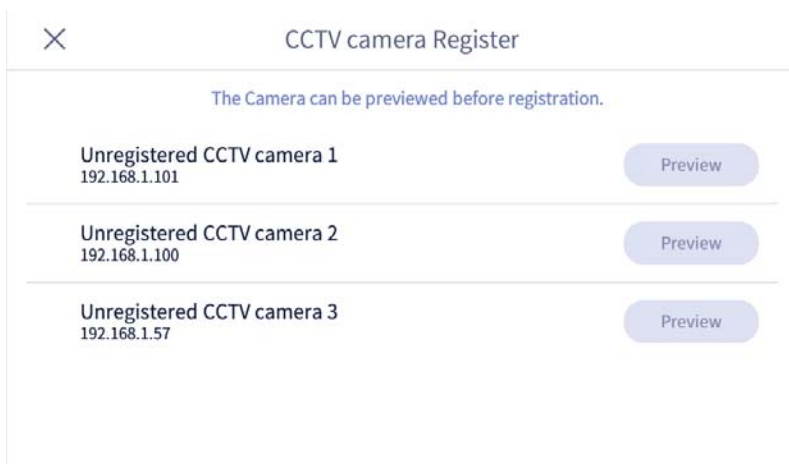 CCTV camera Register
The Camera can be previewed before registration.
Unregistered CCTV camera 1
192.168.1.101
Preview
Unregistered CCTV camera 2
192.168.1.100
Preview
Unregistered CCTV camera 3
192.168.1.57
Preview